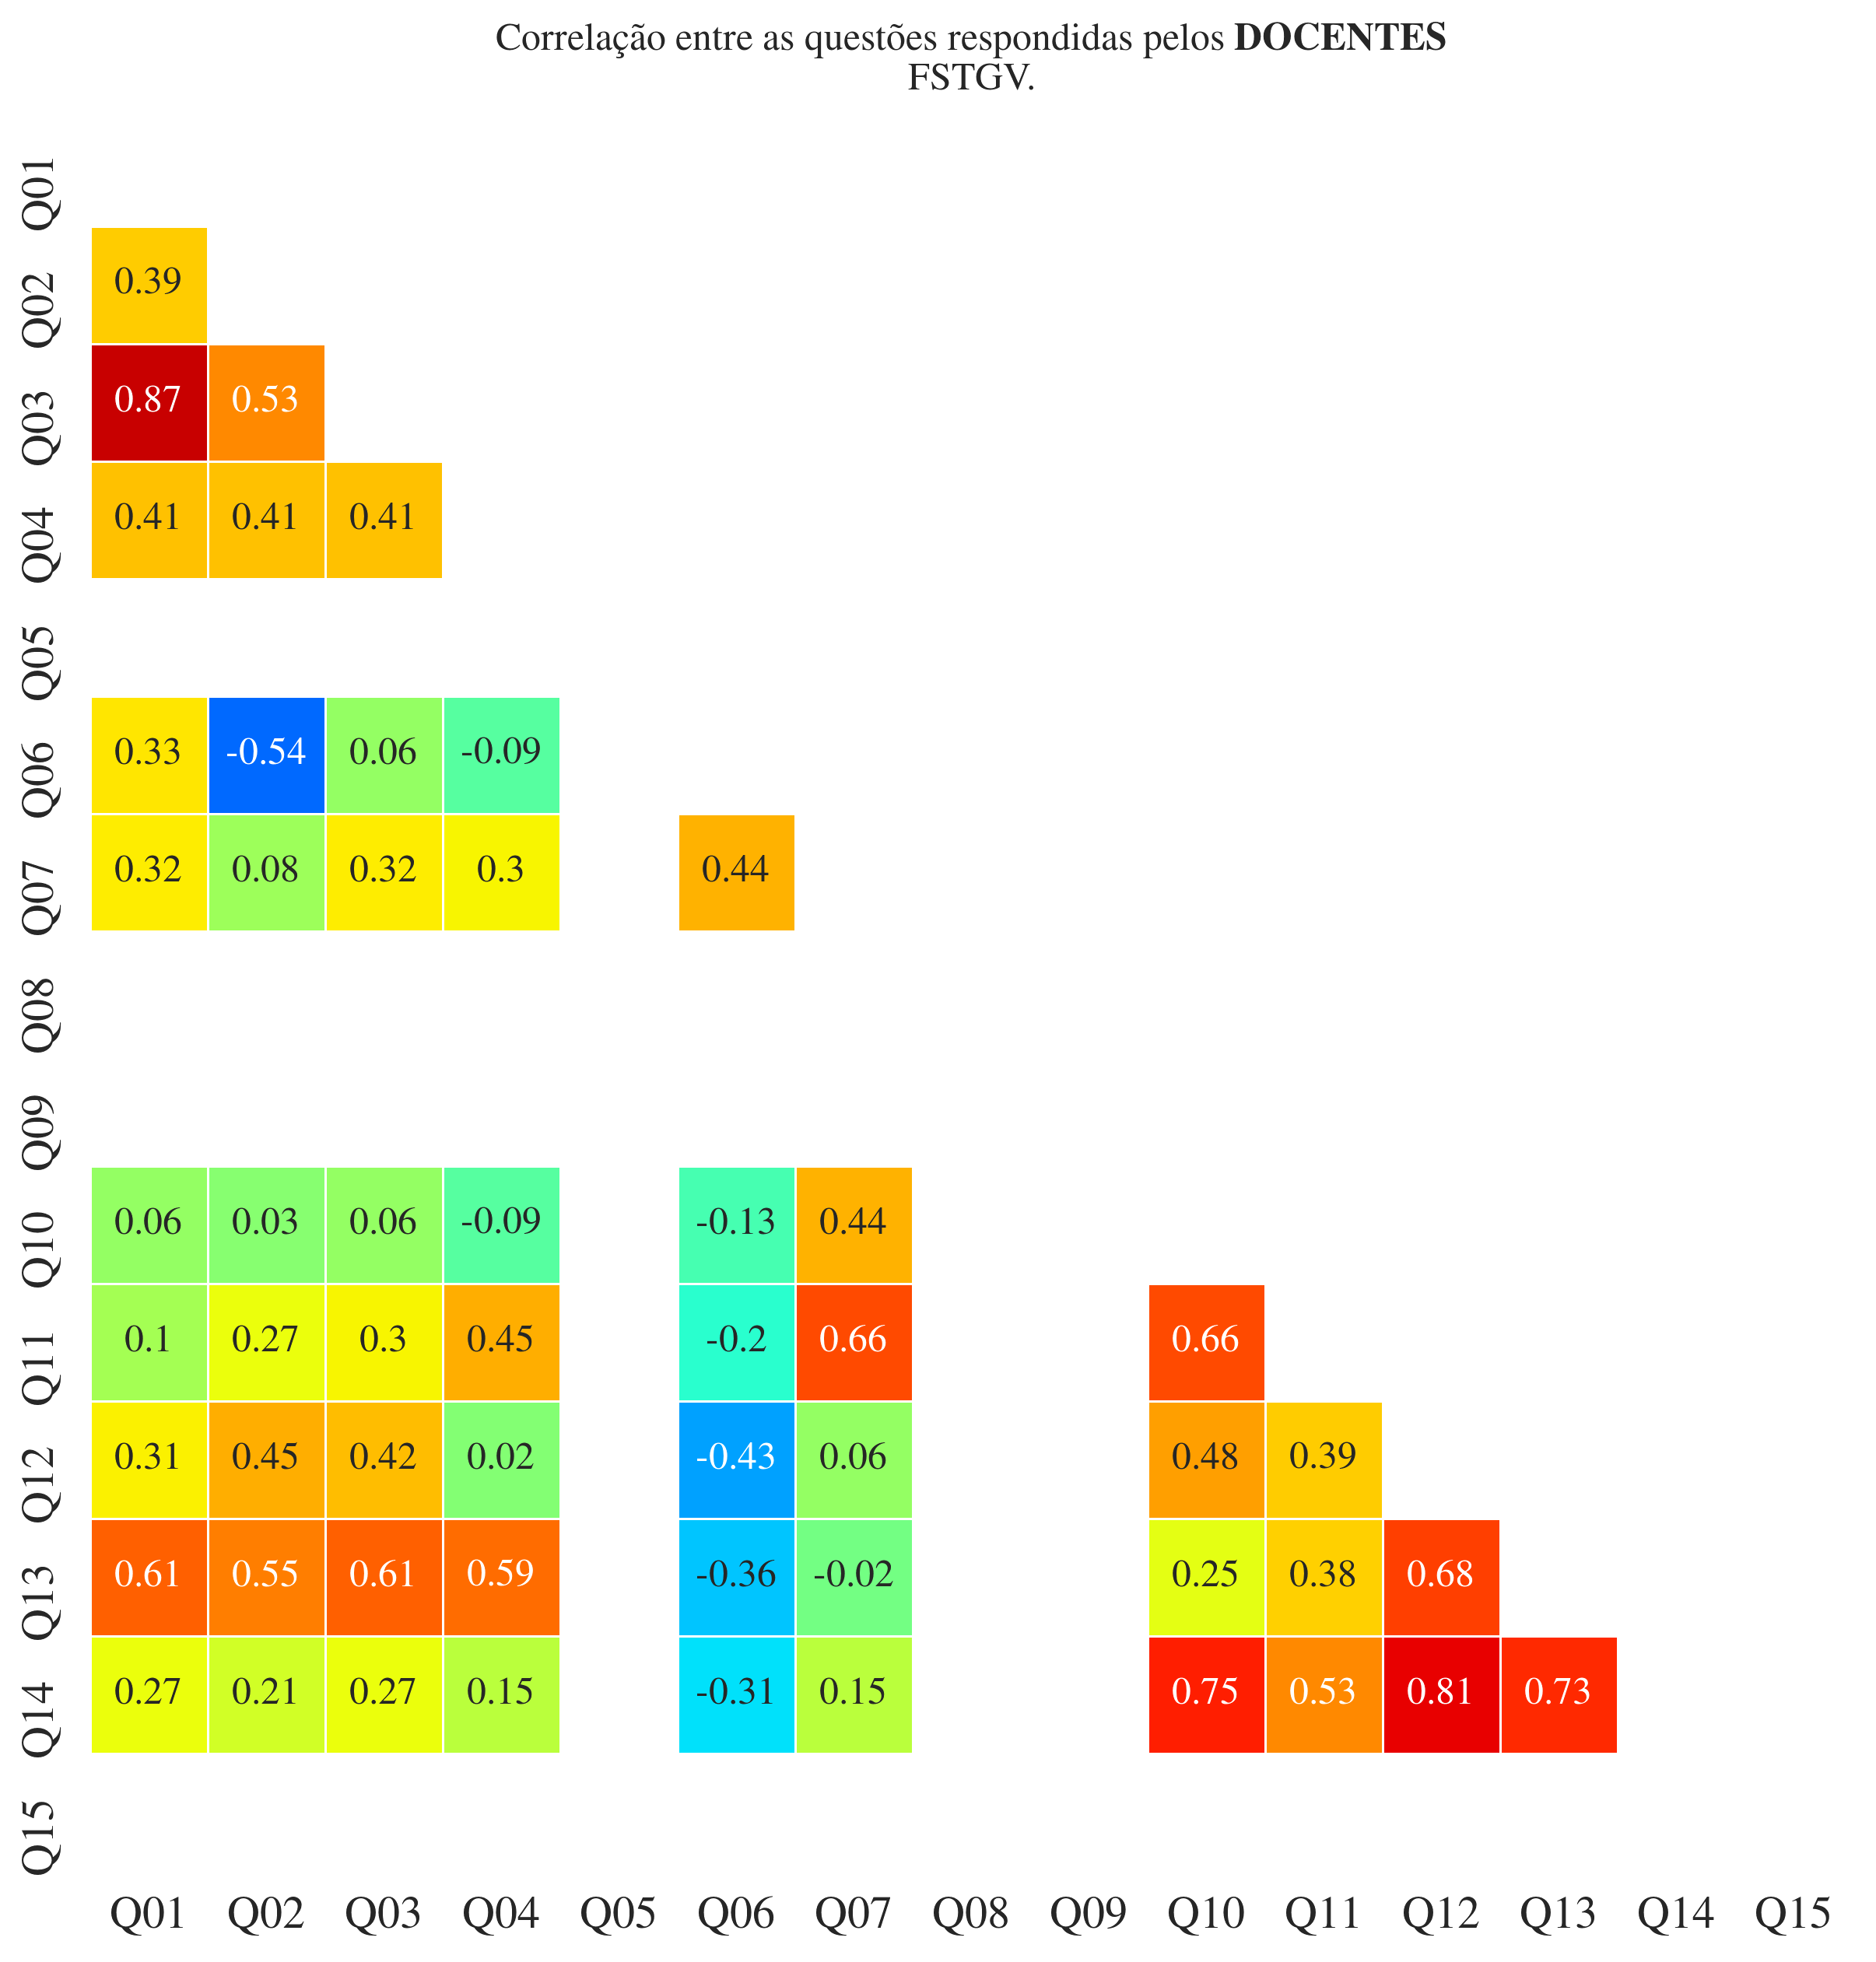 Correlação entre as questões respondidas pelos DOCENTES
FSTGV.
Q01
Q02 0.39
Q03 0.87 0.53
Q04 0.41 0.41 0.41
Q05
Q06 0.33 -0.54 0.06 -0.09
Q07 0.32 0.08 0.32 0.3 0.44
Q08
Q09
Q10 0.06 0.03 0.06 -0.09 -0.13 0.44
Q11 0.1 0.27 0.3 0.45 -0.2 0.66 0.66
Q12 0.31 0.45 0.42 0.02 -0.43 0.06 0.48 0.39
Q13 0.61 0.55 0.61 0.59 -0.36 -0.02 0.25 0.38 0.68
Q14 0.27 0.21 0.27 0.15 -0.31 0.15 0.75 0.53 0.81 0.73
Q15
Q01 Q02 Q03 Q04 Q05 Q06 Q07 Q08 Q09 Q10 Q11 Q12 Q13 Q14 Q15